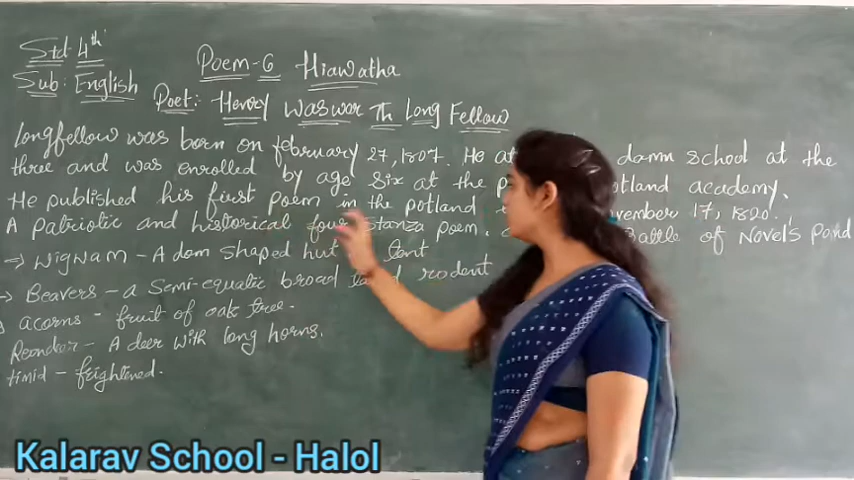 Std 4th
Sub: English
Poem-6 Hiawatha
Poet: Henry Waswor Th Long Fellow
Longfellow was born on february 27, 1807. He at damn school at the
three and was enrolled by age six at the p otland academy.
He published his first poem in the potland vember 17, 1820.
A Patriotic and historical four stanza poem. Battle of Novel's Pond
→ Wigwam - A dom shaped hut tent
→ Beavers - a Semi-equatic broad rodent
acorns - fruit of oak tree.
Reondeer - A deer with long horns.
timid - frightened.
Kalarav School - Halol